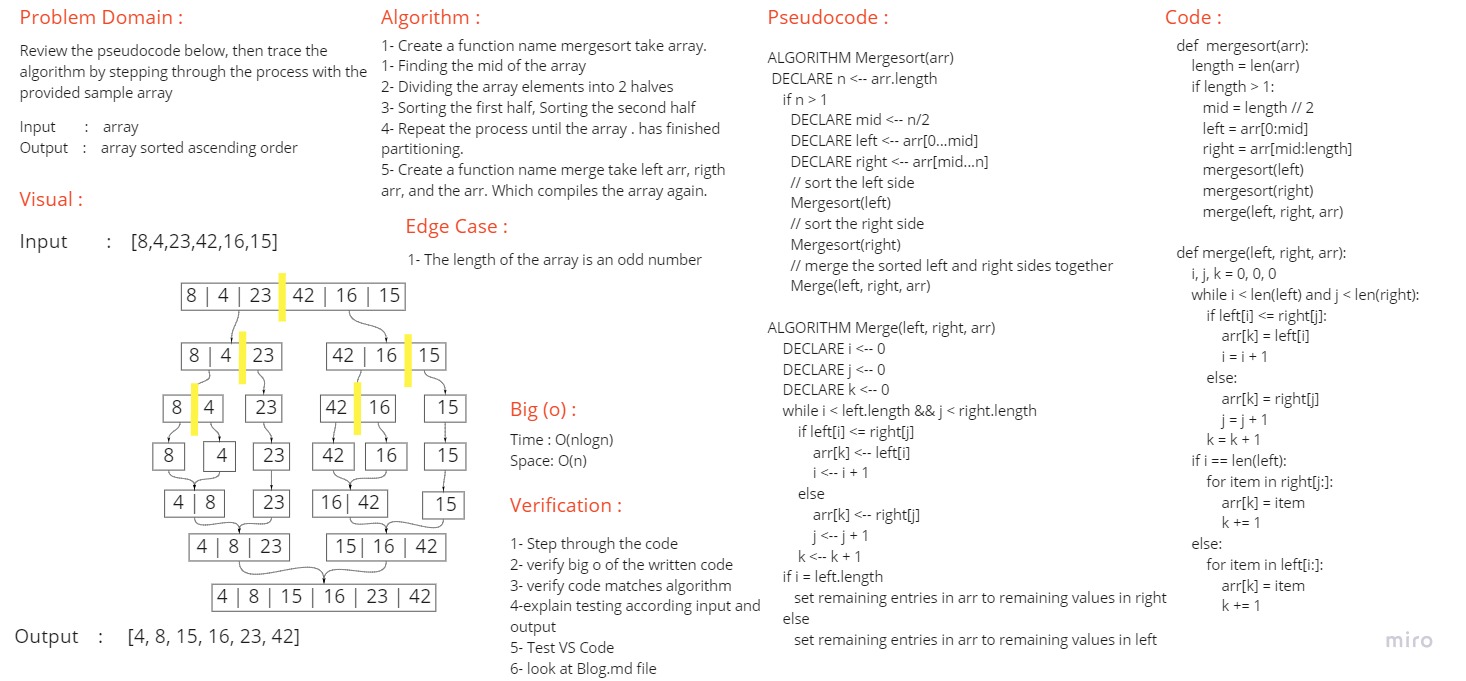 Problem Domain :
Review the pseudocode below, then trace the
algorithm by stepping through the process with the
provided sample array
Input : array
Output : array sorted ascending order
Visual :
Input : [8,4,23,42,16,15]
8 | 4 | 23 42 | 16 | 15
8 | 4 23
42 | 16 15
8 4
23
42 16
15
8
4
23
42
16
15
4 | 8
23
16| 42
15
4 | 8 | 23
15| 16 | 42
4 | 8 | 15 | 16 | 23 | 42
Output : [4, 8, 15, 16, 23, 42]
Algorithm :
1- Create a function name mergesort take array.
1- Finding the mid of the array
2- Dividing the array elements into 2 halves
3- Sorting the first half, Sorting the second half
4- Repeat the process until the array . has finished
partitioning.
5- Create a function name merge take left arr, rigth
arr, and the arr. Which compiles the array again.
Edge Case :
1- The length of the array is an odd number
Big (o) :
Time : O(nlogn)
Space: O(n)
Verification :
1- Step through the code
2- verify big o of the written code
3- verify code matches algorithm
4-explain testing according input and
output
5- Test VS Code
6- look at Blog.md file
Pseudocode :
ALGORITHM Mergesort(arr)
DECLARE n <-- arr.length
if n > 1
DECLARE mid <-- n/2
DECLARE left <-- arr[0...mid]
DECLARE right <-- arr[mid...n]
// sort the left side
Mergesort(left)
// sort the right side
Mergesort(right)
// merge the sorted left and right sides together
Merge(left, right, arr)
ALGORITHM Merge(left, right, arr)
DECLARE i <-- 0
DECLARE j <-- 0
DECLARE k <-- 0
while i < left.length && j < right.length
if left[i] <= right[j]
arr[k] <-- left[i]
i <-- i + 1
else
arr[k] <-- right[j]
j <-- j + 1
k <-- k + 1
if i = left.length
set remaining entries in arr to remaining values in right
else
set remaining entries in arr to remaining values in left
Code :
def mergesort(arr):
length = len(arr)
if length > 1:
mid = length // 2
left = arr[0:mid]
right = arr[mid:length]
mergesort(left)
mergesort(right)
merge(left, right, arr)
def merge(left, right, arr):
i, j, k = 0, 0, 0
while i < len(left) and j < len(right):
if left[i] <= right[j]:
arr[k] = left[i]
i = i + 1
else:
arr[k] = right[j]
j = j + 1
k = k + 1
if i == len(left):
for item in right[j:]:
arr[k] = item
k += 1
else:
for item in left[i:]:
arr[k] = item
k += 1
miro